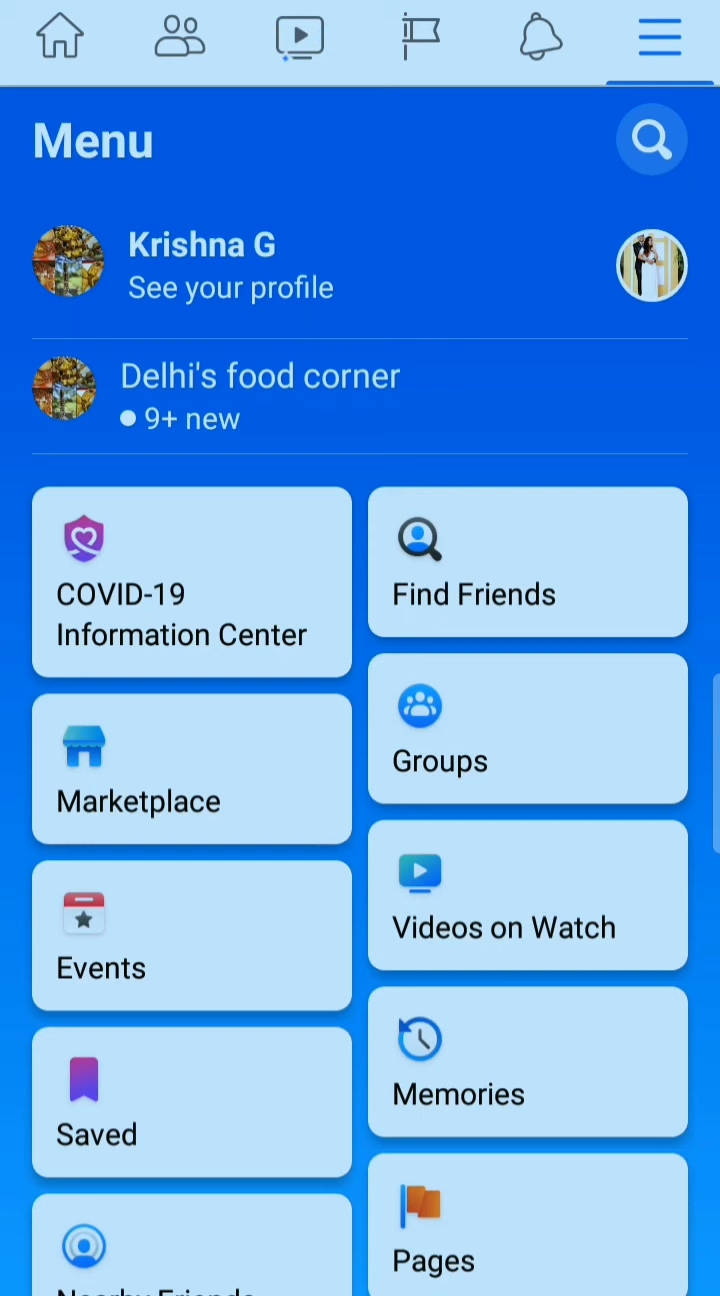 Menu
Krishna G
See your profile
Delhi's food corner
9+ new
COVID-19
Information Center
Find Friends
Marketplace
Groups
Events
Videos on Watch
Saved
Memories
Nearby Friends
Pages